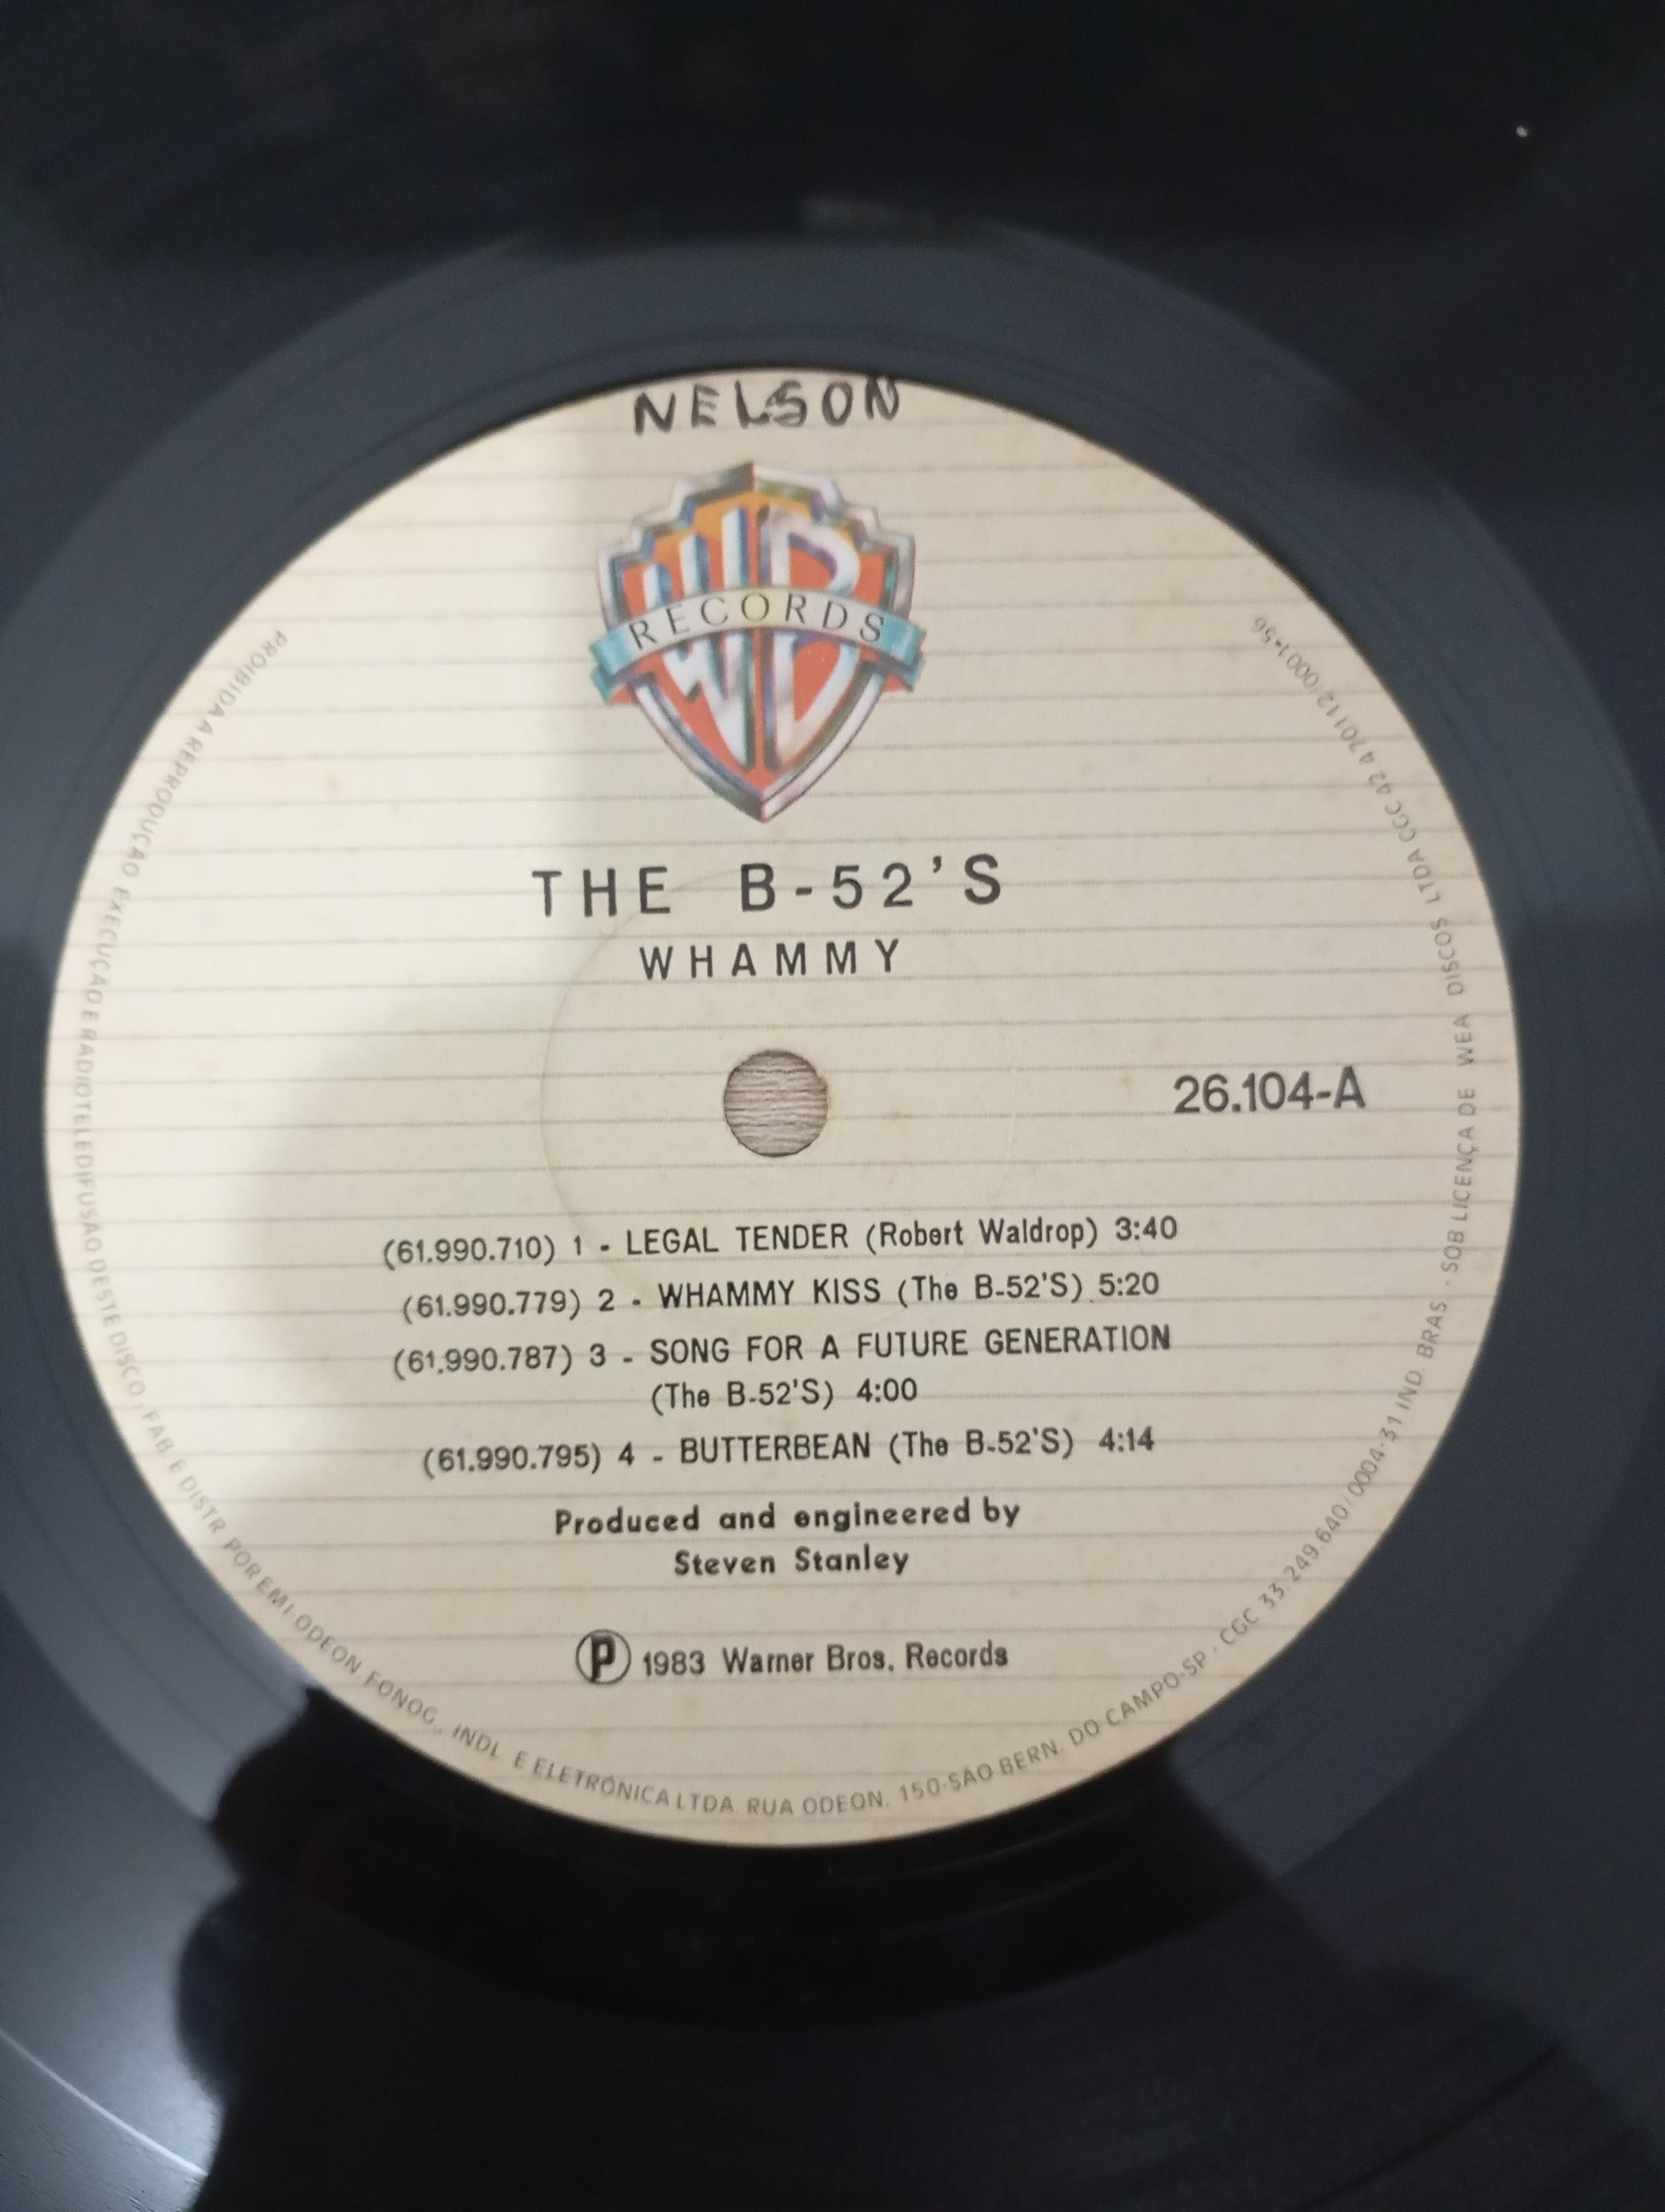 NELSON
WB
RECORDS
THE B-52'S
WHAMMY
26.104-A
(61.990.710) 1 - LEGAL TENDER (Robert Waldrop) 3:40
(61.990.779) 2 - WHAMMY KISS (The B-52'S) 5:20
(61.990.787) 3 - SONG FOR A FUTURE GENERATION
(The B-52'S) 4:00
(61.990.795) 4 - BUTTERBEAN (The B-52'S) 4:14
Produced and engineered by
Steven Stanley
Ⓟ 1983 Warner Bros. Records
PROIBIDA A REPRODUÇÃO EXECUÇÃO E RADIOTELEDIFUSÃO DESTE DISCO. FAB. E DISTR. POR EMI-ODEON FONOG., INDL. E ELETRÔNICA LTDA. RUA ODEON, 150-SÃO BERN. DO CAMPO-SP · CGC 33.249.640/0004-31 IND. BRAS. · SOB LICENÇA DE WEA DISCOS LTDA CGC 42.470112/0001-56